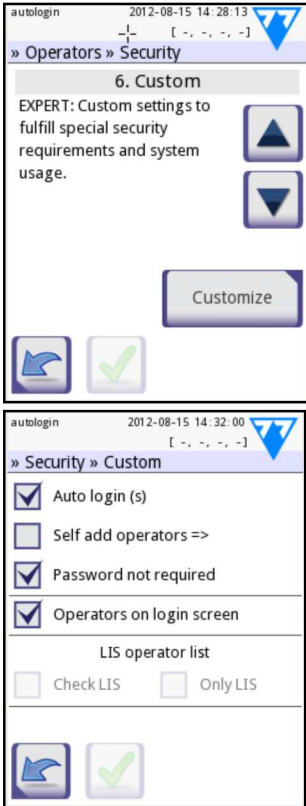 autologin 2012-08-15 14:28:13
[ -, -, -, -]
» Operators » Security
6. Custom
EXPERT: Custom settings to
fulfill special security
requirements and system
usage.
Customize
autologin 2012-08-15 14:32:00
[ -, -, -, -]
» Security » Custom
Auto login (s)
Self add operators =>
Password not required
Operators on login screen
LIS operator list
Check LIS Only LIS